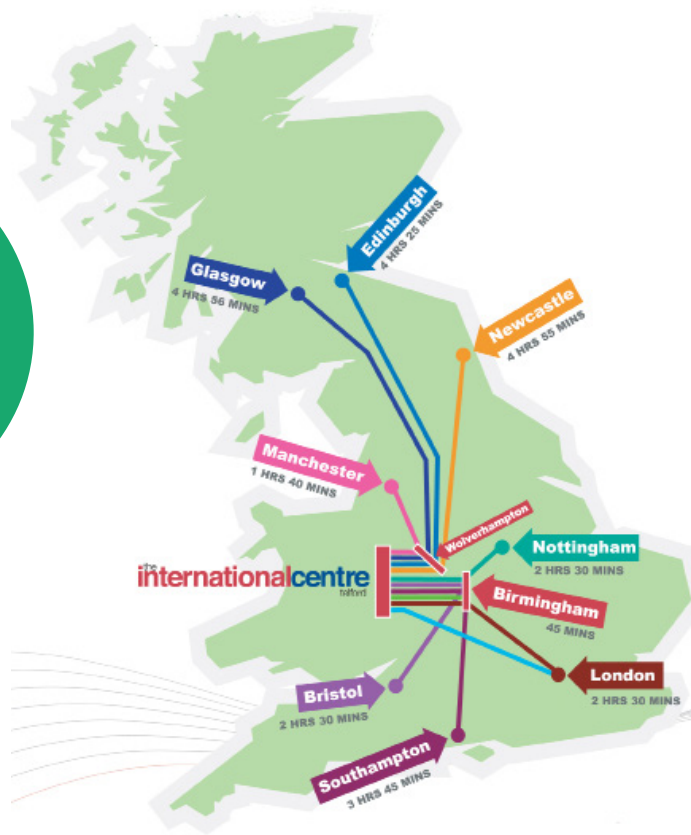 Edinburgh
4 HRS 25 MINS
Glasgow
4 HRS 56 MINS
Newcastle
4 HRS 55 MINS
Manchester
1 HRS 40 MINS
Wolverhampton
Nottingham
2 HRS 30 MINS
the
internationalcentre
telford
Birmingham
45 MINS
London
2 HRS 30 MINS
Bristol
2 HRS 30 MINS
Southampton
3 HRS 45 MINS